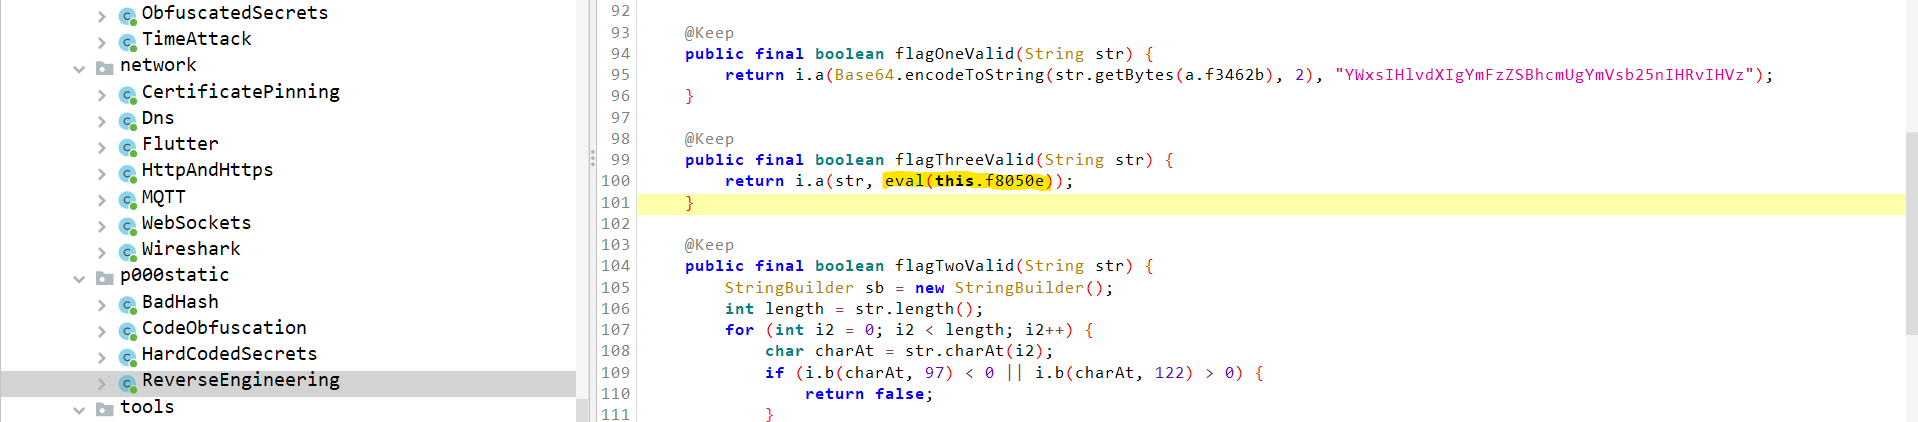 ObfuscatedSecrets
TimeAttack
network
CertificatePinning
Dns
Flutter
HttpAndHttps
MQTT
WebSockets
Wireshark
p000static
BadHash
CodeObfuscation
HardCodedSecrets
ReverseEngineering
tools
92
93 @Keep
94 public final boolean flagOneValid(String str) {
95 return i.a(Base64.encodeToString(str.getBytes(a.f3462b), 2), "YWxsIHlvdXIgYmFzZSBhcmUgYmVsb25nIHRvIHVz");
96 }
97
98 @Keep
99 public final boolean flagThreeValid(String str) {
100 return i.a(str, eval(this.f8050e));
101 }
102
103 @Keep
104 public final boolean flagTwoValid(String str) {
105 StringBuilder sb = new StringBuilder();
106 int length = str.length();
107 for (int i2 = 0; i2 < length; i2++) {
108 char charAt = str.charAt(i2);
109 if (i.b(charAt, 97) < 0 || i.b(charAt, 122) > 0) {
110 return false;
111 }